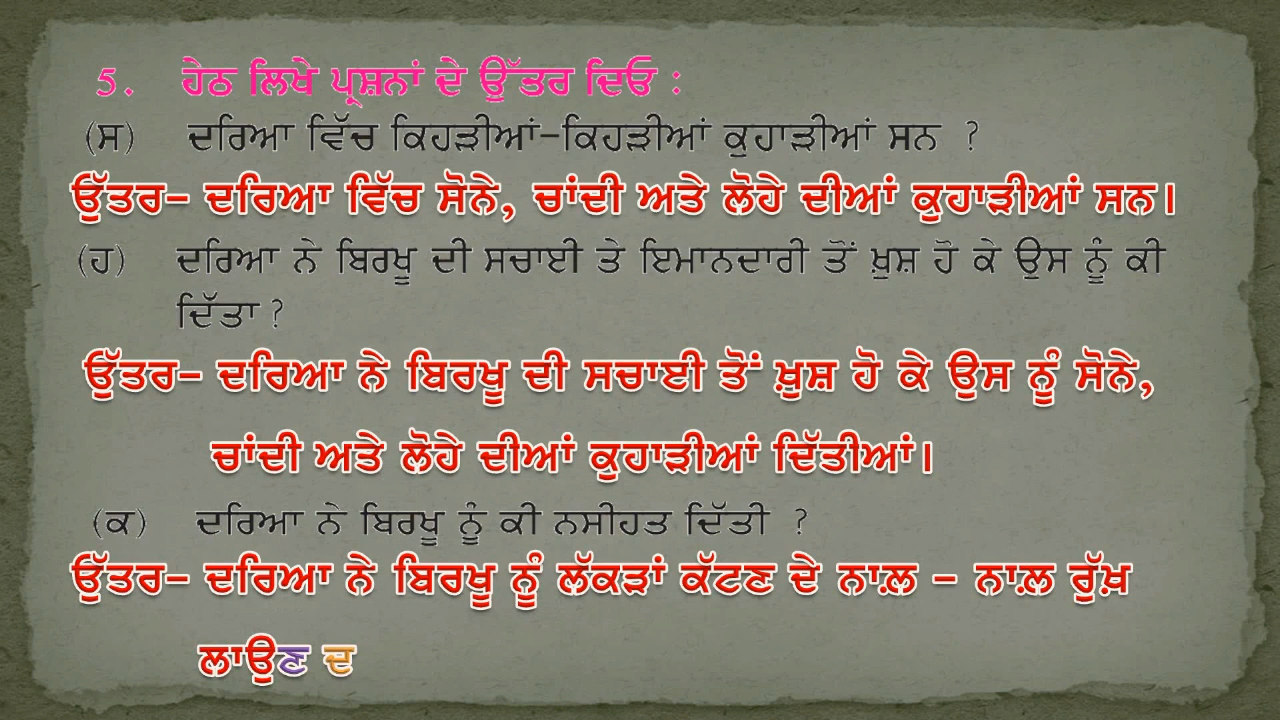 5. ਹੇਠ ਲਿਖੇ ਪ੍ਰਸ਼ਨਾਂ ਦੇ ਉੱਤਰ ਦਿਓ :
(ਸ) ਦਰਿਆ ਵਿੱਚ ਕਿਹੜੀਆਂ-ਕਿਹੜੀਆਂ ਕੁਹਾੜੀਆਂ ਸਨ ?
ਉੱਤਰ- ਦਰਿਆ ਵਿੱਚ ਸੋਨੇ, ਚਾਂਦੀ ਅਤੇ ਲੋਹੇ ਦੀਆਂ ਕੁਹਾੜੀਆਂ ਸਨ।
(ਹ) ਦਰਿਆ ਨੇ ਬਿਰਖੂ ਦੀ ਸਚਾਈ ਤੇ ਇਮਾਨਦਾਰੀ ਤੋਂ ਖ਼ੁਸ਼ ਹੋ ਕੇ ਉਸ ਨੂੰ ਕੀ
ਦਿੱਤਾ ?
ਉੱਤਰ- ਦਰਿਆ ਨੇ ਬਿਰਖੂ ਦੀ ਸਚਾਈ ਤੋਂ ਖ਼ੁਸ਼ ਹੋ ਕੇ ਉਸ ਨੂੰ ਸੋਨੇ,
ਚਾਂਦੀ ਅਤੇ ਲੋਹੇ ਦੀਆਂ ਕੁਹਾੜੀਆਂ ਦਿੱਤੀਆਂ।
(ਕ) ਦਰਿਆ ਨੇ ਬਿਰਖੂ ਨੂੰ ਕੀ ਨਸੀਹਤ ਦਿੱਤੀ ?
ਉੱਤਰ- ਦਰਿਆ ਨੇ ਬਿਰਖੂ ਨੂੰ ਲੱਕੜਾਂ ਕੱਟਣ ਦੇ ਨਾਲ਼ - ਨਾਲ਼ ਰੁੱਖ਼
ਲਾਉਣ ਦ